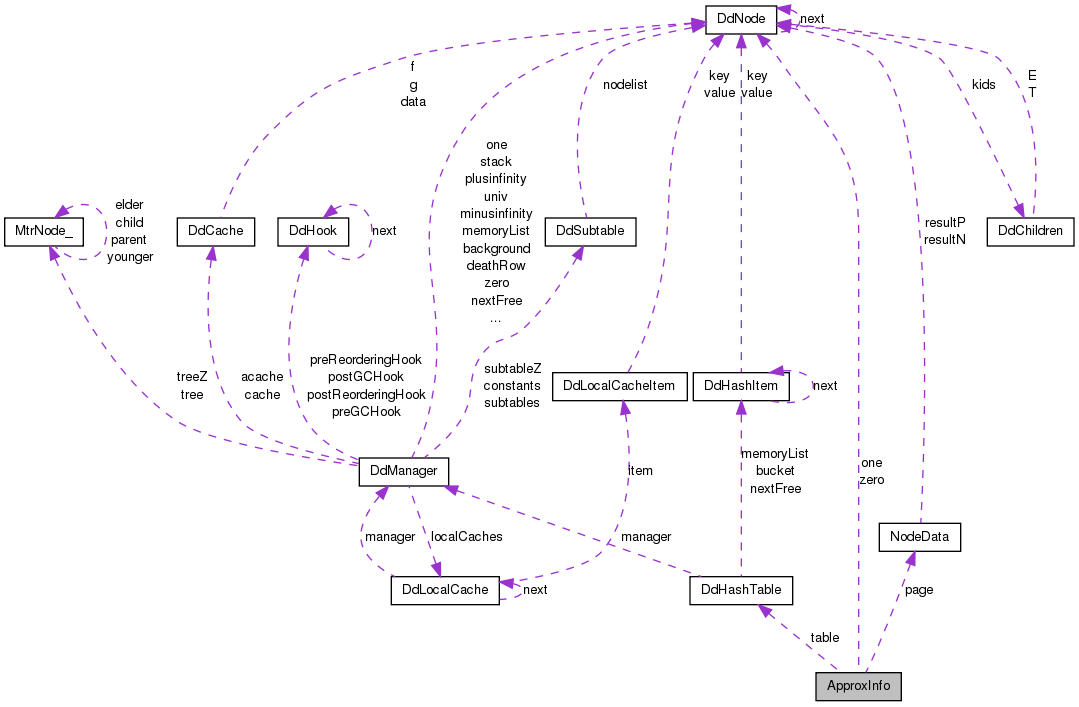 DdNode
next
f
g
data
nodelist
key
value
key
value
kids
E
T
one
stack
plusinfinity
univ
minusinfinity
memoryList
background
deathRow
zero
nextFree
...
MtrNode_
elder
child
parent
younger
DdCache
DdHook
next
DdSubtable
resultP
resultN
DdChildren
treeZ
tree
acache
cache
preReorderingHook
postGCHook
postReorderingHook
preGCHook
subtableZ
constants
subtables
DdLocalCacheItem
DdHashItem
next
DdManager
item
memoryList
bucket
nextFree
one
zero
manager
localCaches
manager
NodeData
DdLocalCache
next
DdHashTable
page
table
ApproxInfo